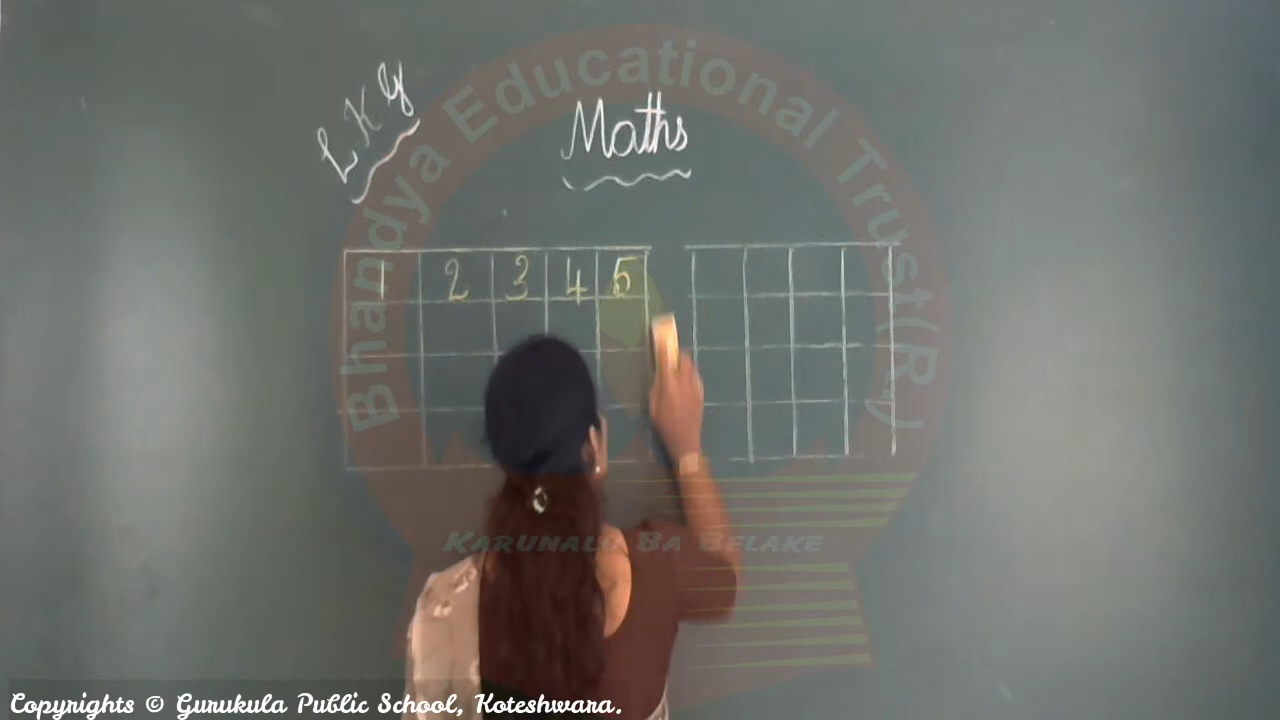 LKG
Maths
1 2 3 4 5
Bhandya Educational Trust(R.)
KARUNALU BA BELAKE
Copyrights © Gurukula Public School, Koteshwara.